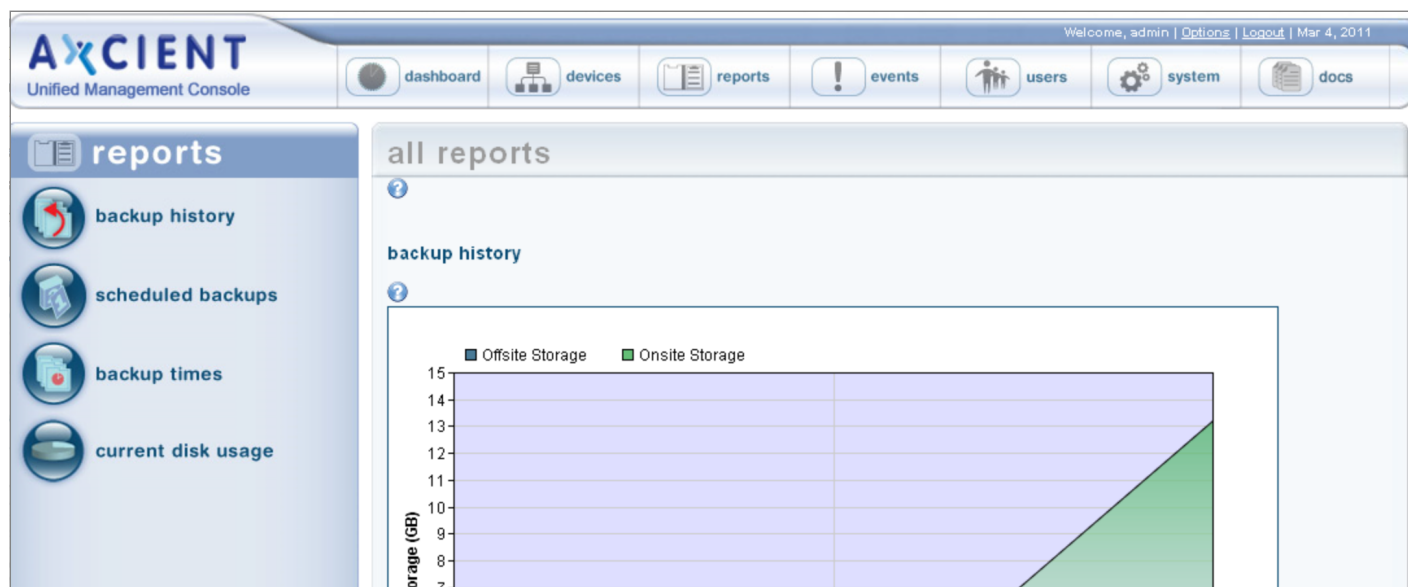 Welcome, admin | Options | Logout | Mar 4, 2011
AXCIENT
Unified Management Console
dashboard
devices
reports
events
users
system
docs
reports
backup history
scheduled backups
backup times
current disk usage
all reports
backup history
Offsite Storage
Onsite Storage
15
14
13
12
11
10
9
8
(GB)